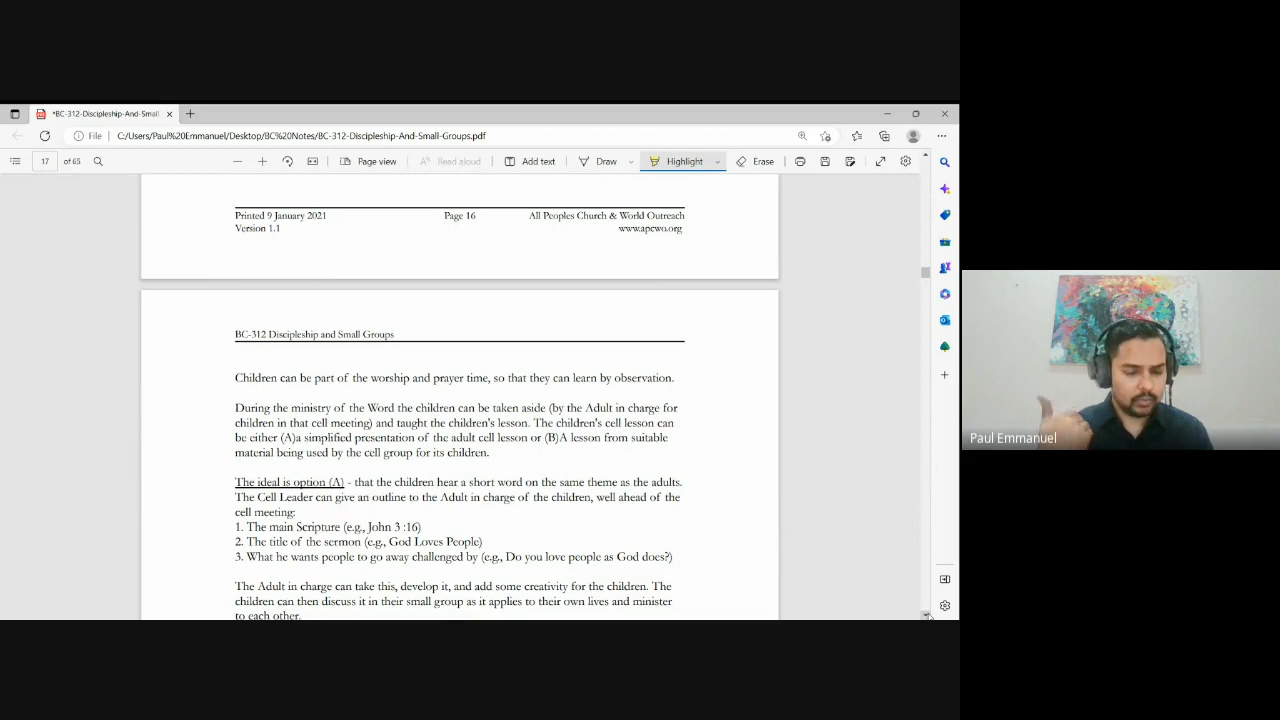 *BC-312-Discipleship-And-Small
File
C:/Users/Paul%20Emmanuel/Desktop/BC%20Notes/BC-312-Discipleship-And-Small-Groups.pdf
17 of 65
Page view
Read aloud
Add text
Draw
Highlight
Erase
Printed 9 January 2021 Page 16 All Peoples Church & World Outreach
Version 1.1 www.apcwo.org
BC-312 Discipleship and Small Groups
Children can be part of the worship and prayer time, so that they can learn by observation.
During the ministry of the Word the children can be taken aside (by the Adult in charge for
children in that cell meeting) and taught the children's lesson. The children's cell lesson can
be either (A)a simplified presentation of the adult cell lesson or (B)A lesson from suitable
material being used by the cell group for its children.
The ideal is option (A) - that the children hear a short word on the same theme as the adults.
The Cell Leader can give an outline to the Adult in charge of the children, well ahead of the
cell meeting:
1. The main Scripture (e.g., John 3 :16)
2. The title of the sermon (e.g., God Loves People)
3. What he wants people to go away challenged by (e.g., Do you love people as God does?)
The Adult in charge can take this, develop it, and add some creativity for the children. The
children can then discuss it in their small group as it applies to their own lives and minister
to each other.
Paul Emmanuel